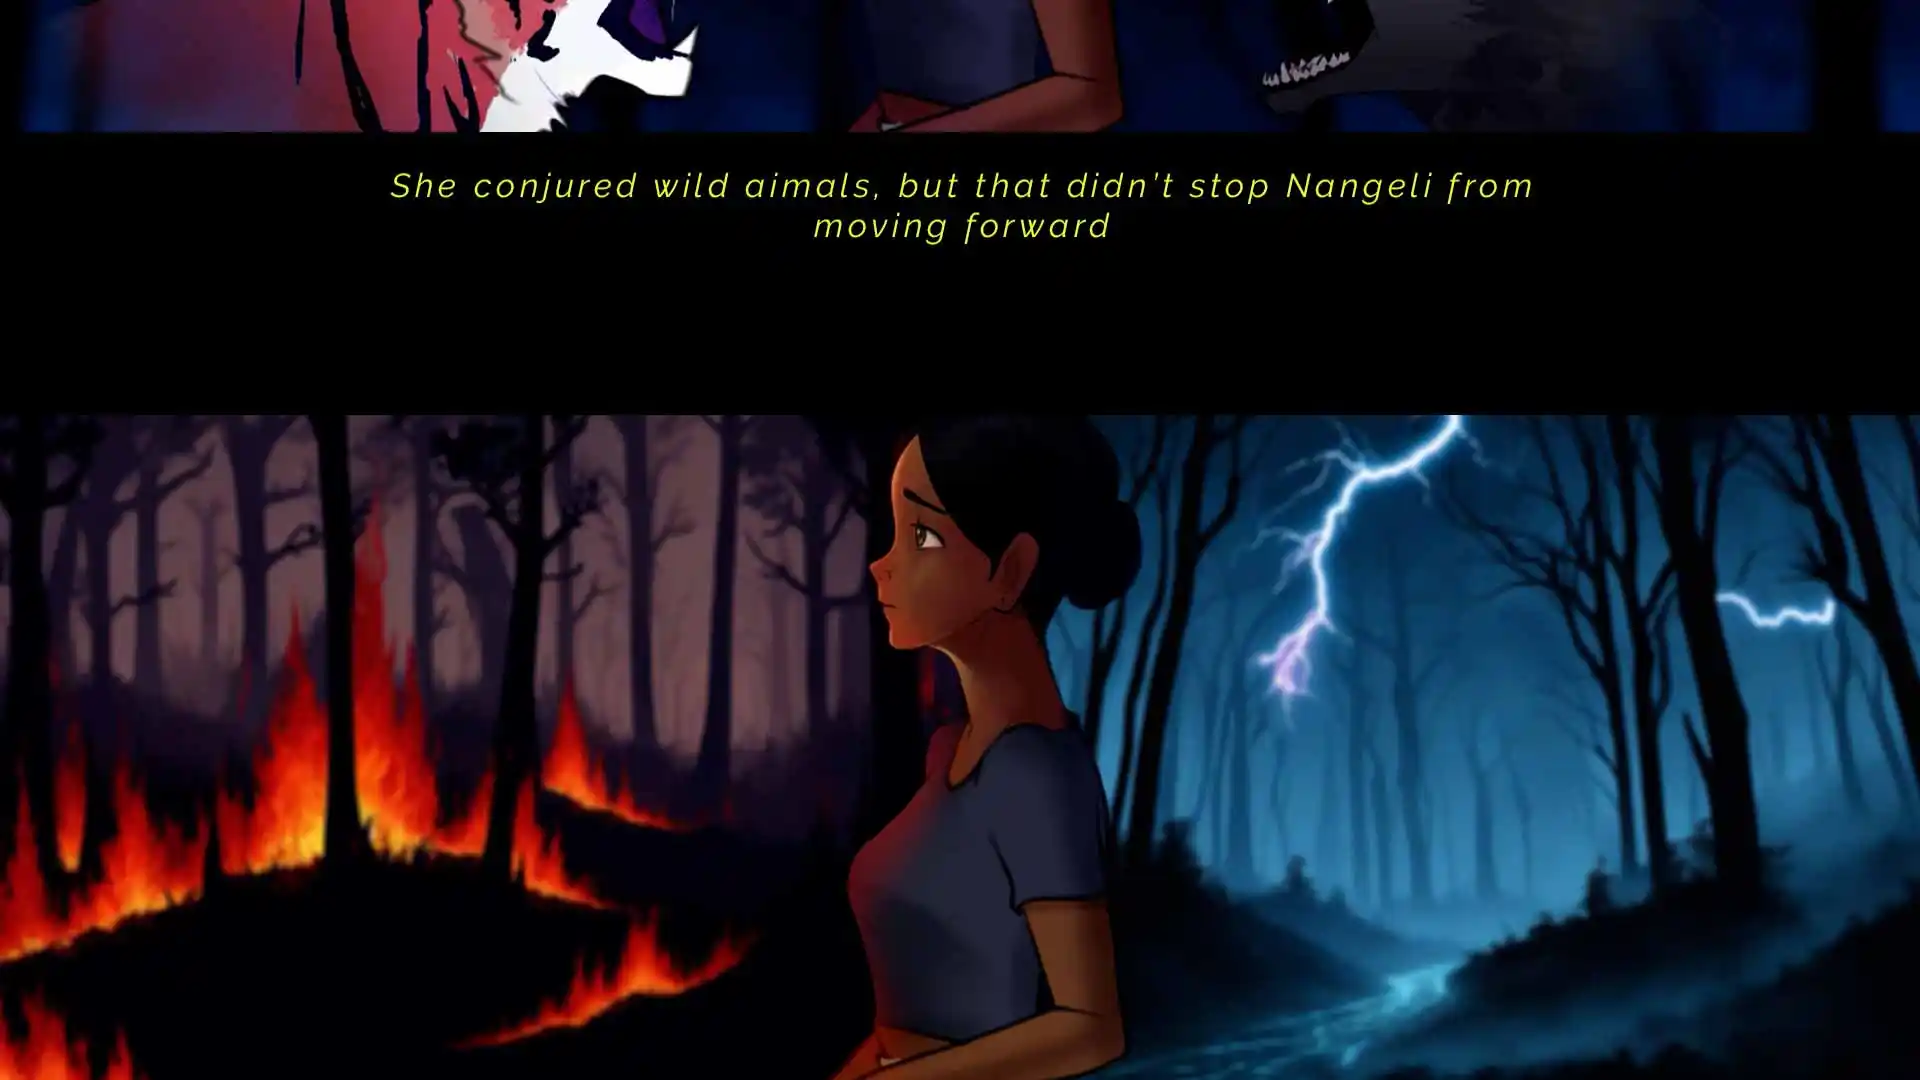 She conjured wild aimals, but that didn't stop Nangeli from
moving forward